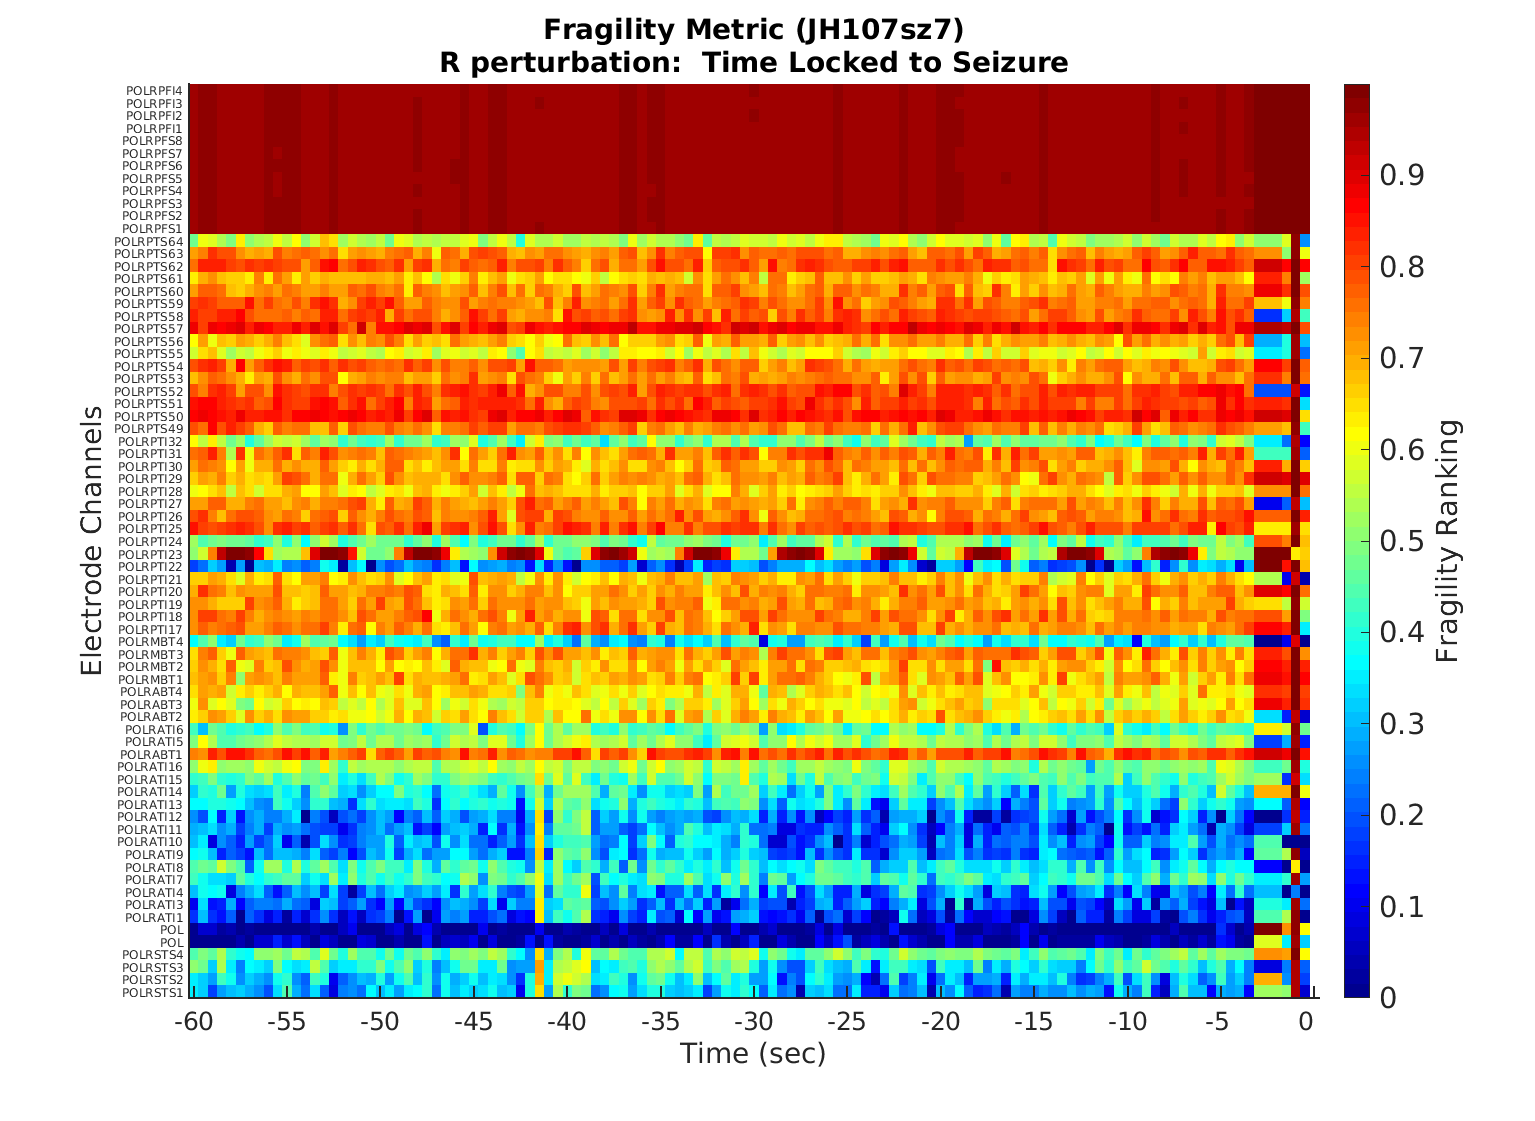 Fragility Metric (JH107sz7)
R perturbation:  Time Locked to Seizure
POLRPFI4
POLRPFI3
POLRPFI2
POLRPFI1
POLRPFS8
POLRPFS7
POLRPFS6
POLRPFS5
POLRPFS4
POLRPFS3
POLRPFS2
POLRPFS1
POLRPTS64
POLRPTS63
POLRPTS62
POLRPTS61
POLRPTS60
POLRPTS59
POLRPTS58
POLRPTS57
POLRPTS56
POLRPTS55
POLRPTS54
POLRPTS53
POLRPTS52
POLRPTS51
POLRPTS50
POLRPTS49
POLRPTI32
POLRPTI31
POLRPTI30
POLRPTI29
POLRPTI28
POLRPTI27
POLRPTI26
POLRPTI25
POLRPTI24
POLRPTI23
POLRPTI22
POLRPTI21
POLRPTI20
POLRPTI19
POLRPTI18
POLRPTI17
POLRMBT4
POLRMBT3
POLRMBT2
POLRMBT1
POLRABT4
POLRABT3
POLRABT2
POLRATI6
POLRATI5
POLRABT1
POLRATI16
POLRATI15
POLRATI14
POLRATI13
POLRATI12
POLRATI11
POLRATI10
POLRATI9
POLRATI8
POLRATI7
POLRATI4
POLRATI3
POLRATI1
POL
POL
POLRSTS4
POLRSTS3
POLRSTS2
POLRSTS1
Electrode Channels
-60 -55 -50 -45 -40 -35 -30 -25 -20 -15 -10 -5 0
Time (sec)
0.9
0.8
0.7
0.6
0.5
0.4
0.3
0.2
0.1
0
Fragility Ranking